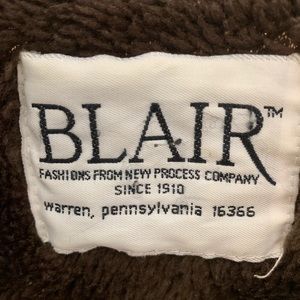 BLAIR™
FASHIONS FROM NEW PROCESS COMPANY
SINCE 1910
warren, pennsylvania 16366